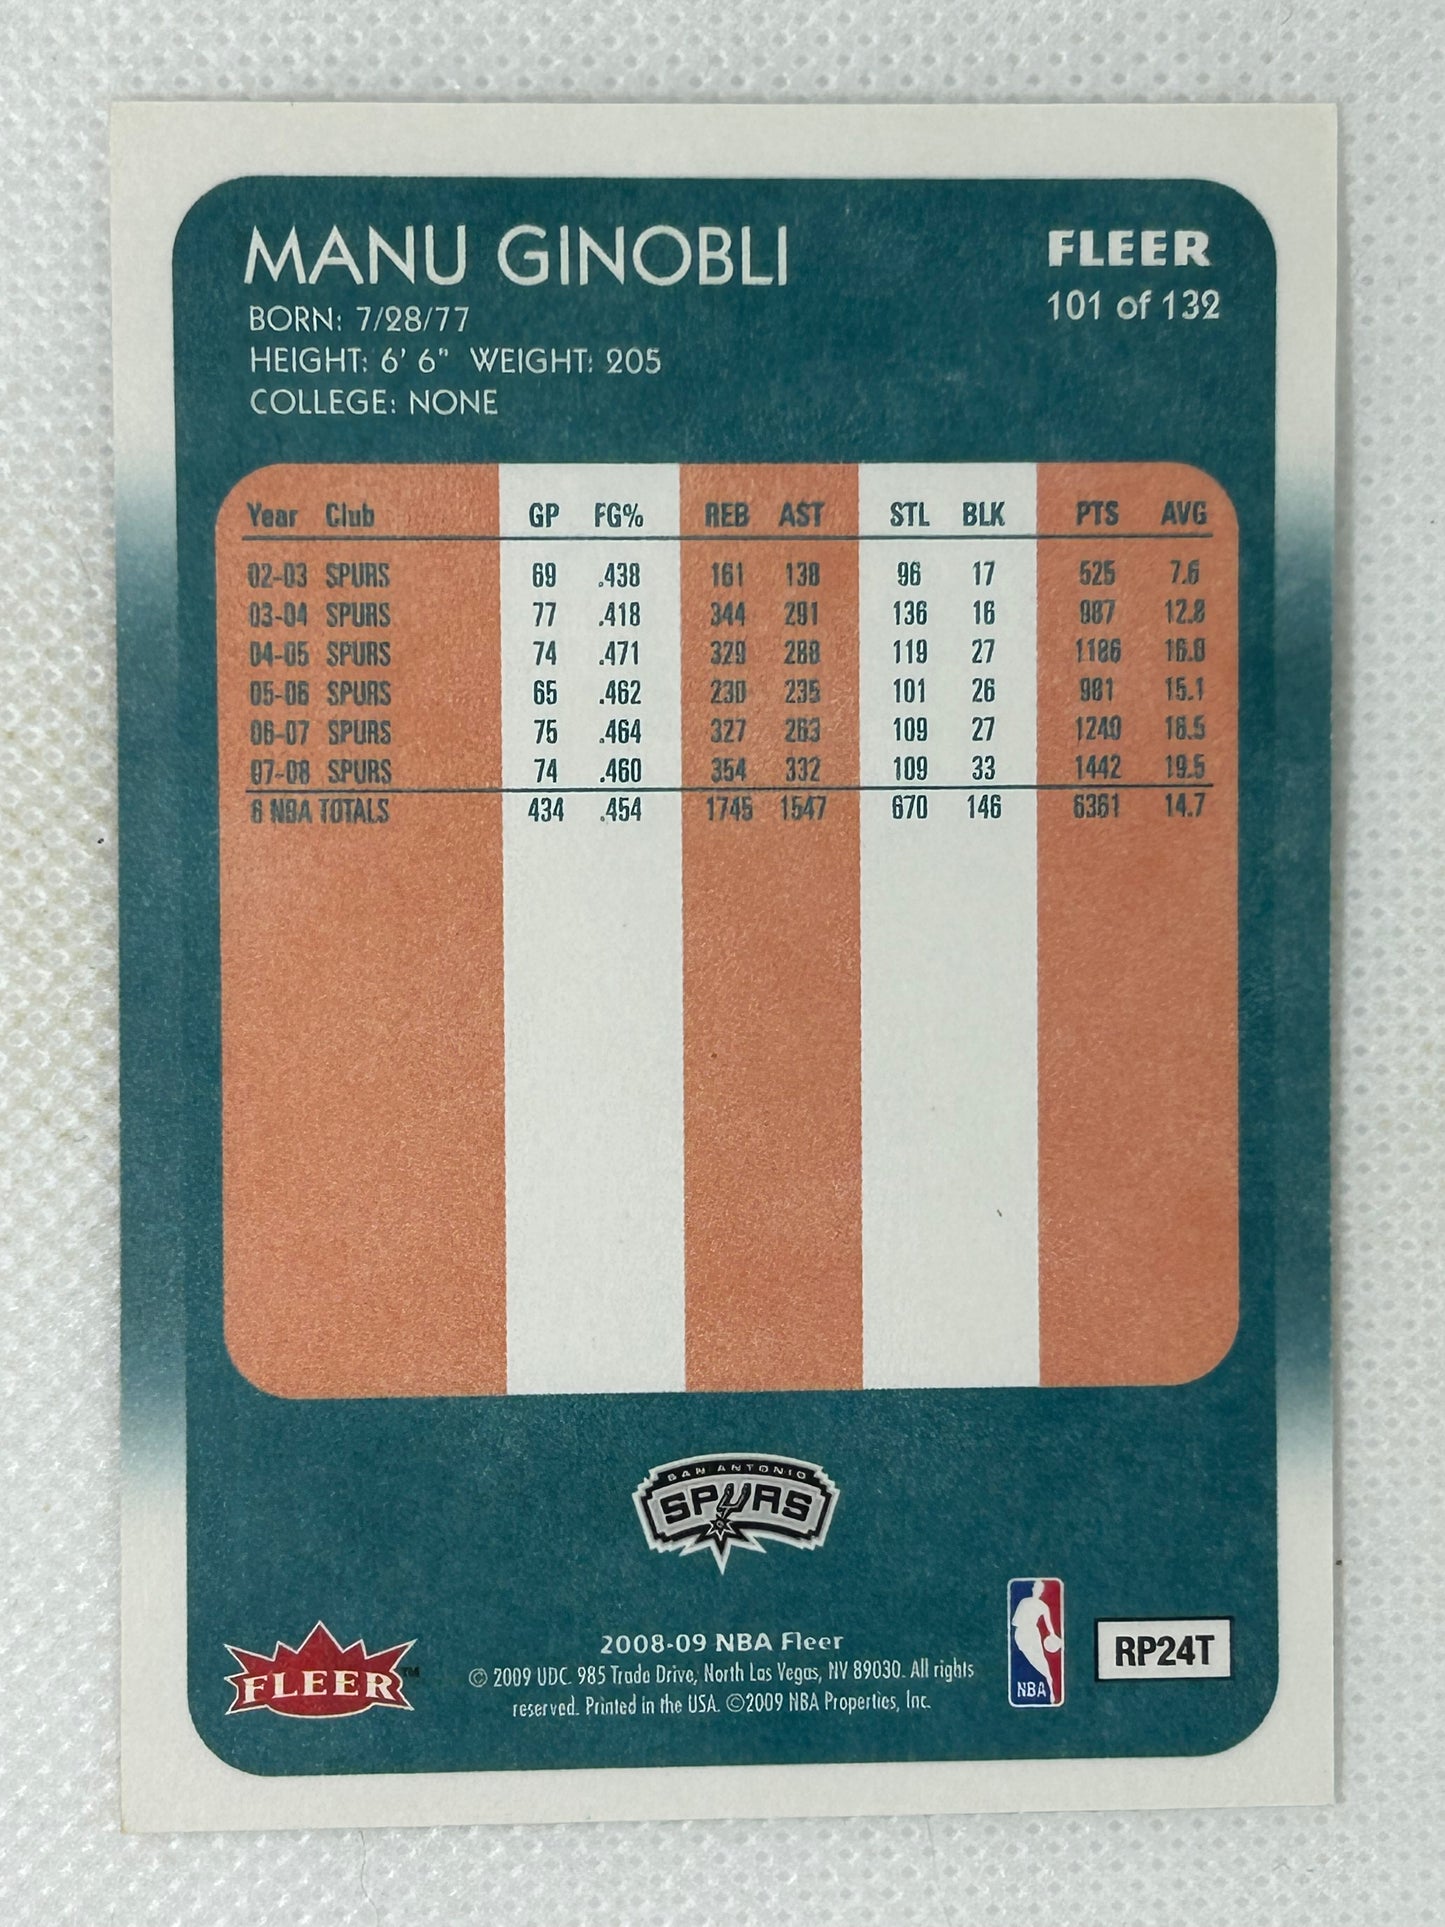 MANU GINOBLI
FLEER
101 of 132
BORN: 7/28/77
HEIGHT: 6' 6" WEIGHT: 205
COLLEGE: NONE
Year Club GP FG% REB AST STL BLK PTS AVG
02-03 SPURS 69 .438 161 138 96 17 525 7.6
03-04 SPURS 77 .418 344 291 136 16 987 12.8
04-05 SPURS 74 .471 329 288 119 27 1186 16.0
05-06 SPURS 65 .462 230 235 101 26 981 15.1
06-07 SPURS 75 .464 327 263 109 27 1240 16.5
07-08 SPURS 74 .460 354 332 109 33 1442 19.5
6 NBA TOTALS 434 .454 1745 1547 670 146 6361 14.7
SAN ANTONIO
SPURS
FLEER™
2008-09 NBA Fleer
© 2009 UDC. 985 Trade Drive, North Las Vegas, NV 89030. All rights
reserved. Printed in the USA. ©2009 NBA Properties, Inc.
NBA
RP24T